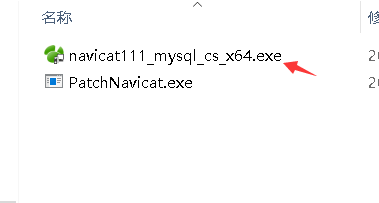 名称
navicat111_mysql_cs_x64.exe
PatchNavicat.exe